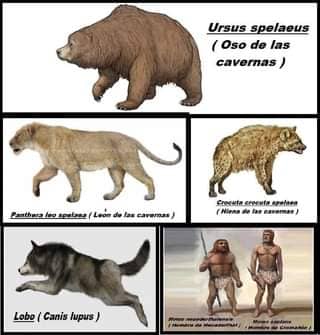 Ursus spelaeus
( Oso de las
cavernas )
Panthera leo spelaea ( León de las cavernas )
Crocuta crocuta spelaea
( Hiena de las cavernas )
Lobo ( Canis lupus )
Homo neanderthalensis
( Hombre de Neanderthal )
Homo sapiens
( Hombre de Cromañón )